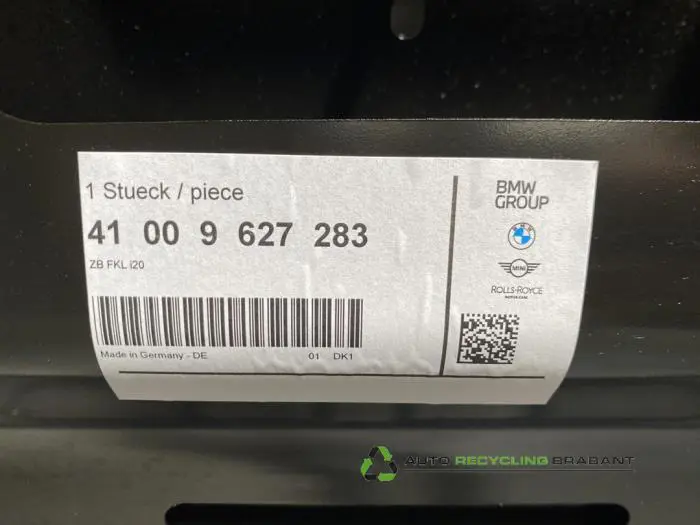 1 Stueck / piece
41 00 9 627 283
ZB FKL i20
Made in Germany - DE 01 DK1
BMW
GROUP
BMW
MINI
ROLLS-ROYCE
MOTOR CARS
AUTO RECYCLING BRABANT